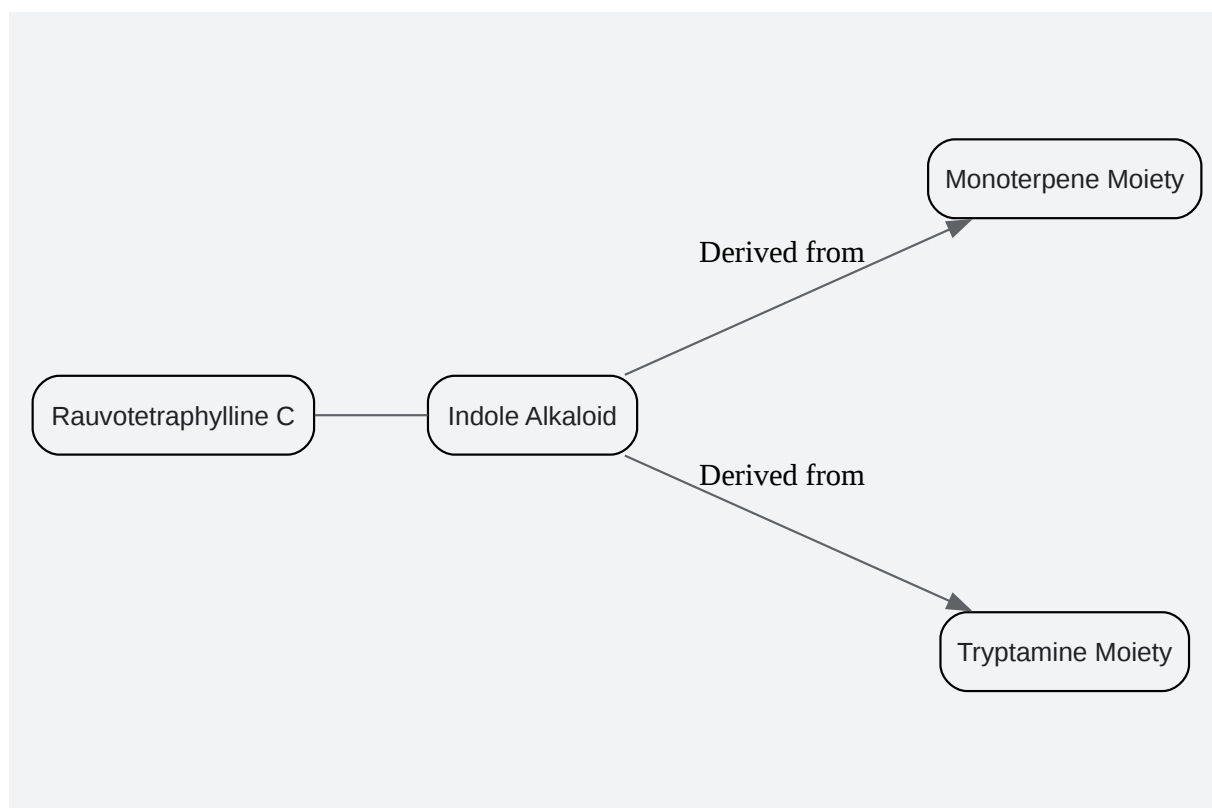 Monoterpene Moiety
Derived from
Rauvotetraphylline C
Indole Alkaloid
Derived from
Tryptamine Moiety